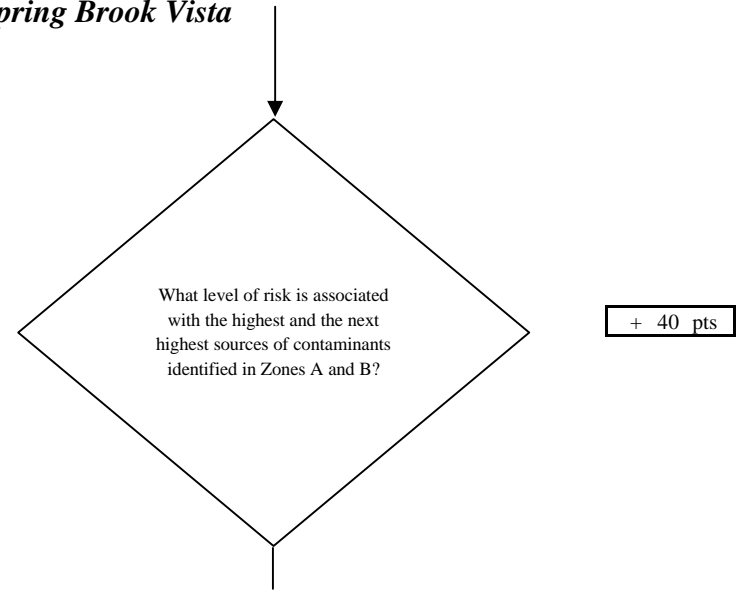 pring Brook Vista
What level of risk is associated
with the highest and the next
highest sources of contaminants
identified in Zones A and B?
+ 40 pts